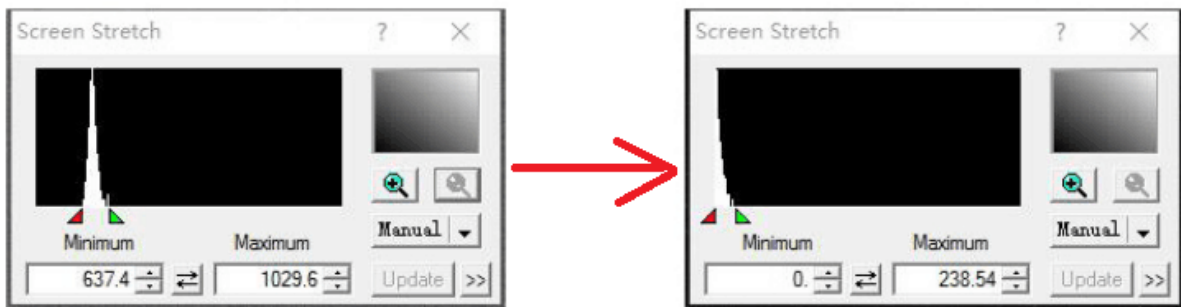 Screen Stretch ? ×
Minimum Maximum Manual
637.4 1029.6 Update >>
Screen Stretch ? ×
Minimum Maximum Manual
0. 238.54 Update >>